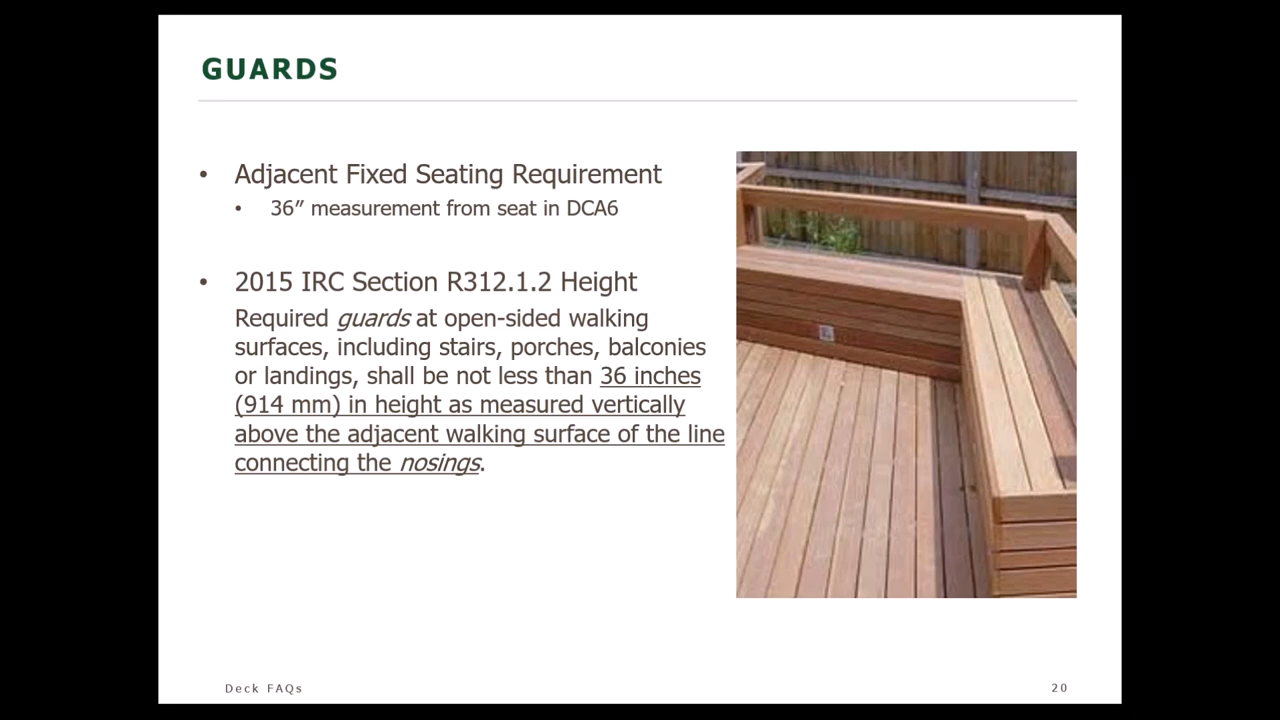 GUARDS
• Adjacent Fixed Seating Requirement
• 36″ measurement from seat in DCA6
• 2015 IRC Section R312.1.2 Height
Required guards at open-sided walking
surfaces, including stairs, porches, balconies
or landings, shall be not less than 36 inches
(914 mm) in height as measured vertically
above the adjacent walking surface of the line
connecting the nosings.
Deck FAQs
20